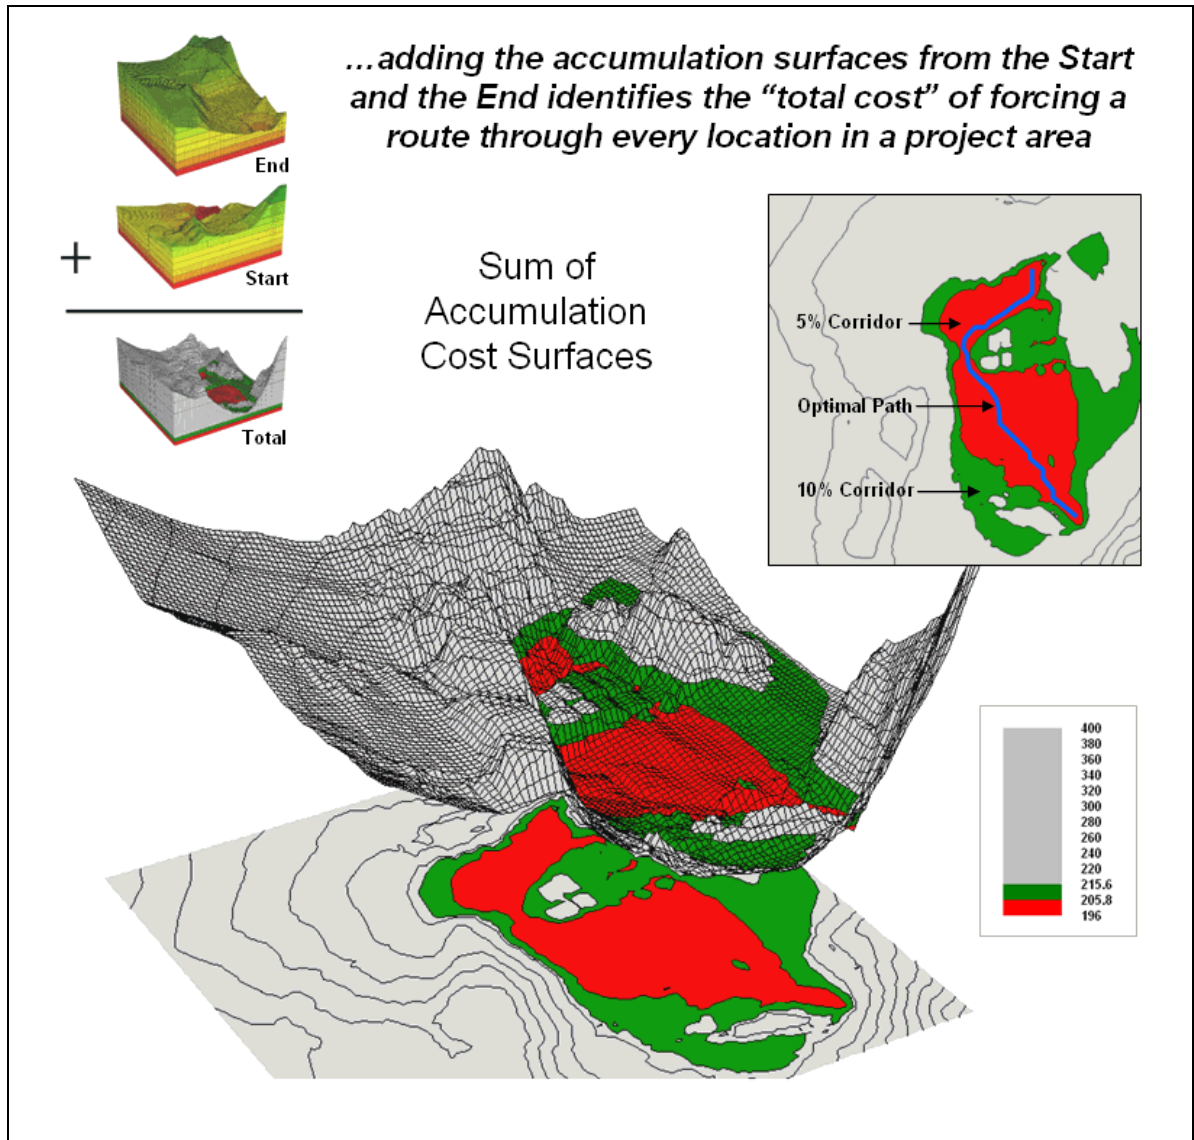 ...adding the accumulation surfaces from the Start
and the End identifies the “total cost” of forcing a
route through every location in a project area
End
+
Start
Total
Sum of
Accumulation
Cost Surfaces
5% Corridor
Optimal Path
10% Corridor
400
380
360
340
320
300
280
260
240
220
215.6
205.8
196